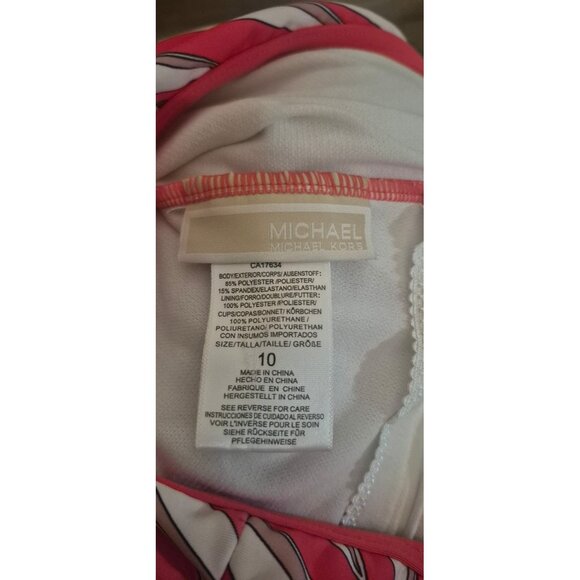 MICHAEL
MICHAEL KORS
CA17634
BODY/EXTERIOR/CORPS/AUBENSTOFF:
85% POLYESTER /POLIESTER/
15% SPANDEX/ELASTANO/ELASTHAN
LINING/FORRO/DOUBLURE/FUTTER:
100% POLYESTER /POLIESTER/
CUPS/COPAS/BONNET/ KÖRBCHEN
100% POLYURETHANE /
POLIURETANO/ POLYURETHAN
CON INSUMOS IMPORTADOS
SIZE/TALLA/TAILLE/ GRÖßE
10
MADE IN CHINA
HECHO EN CHINA
FABRIQUE EN CHINE
HERGESTELLT IN CHINA
SEE REVERSE FOR CARE
INSTRUCCIONES DE CUIDADO AL REVERSO
VOIR L'INVERSE POUR LE SOIN
SIEHE RÜCKSEITE FÜR
PFLEGEHINWEISE